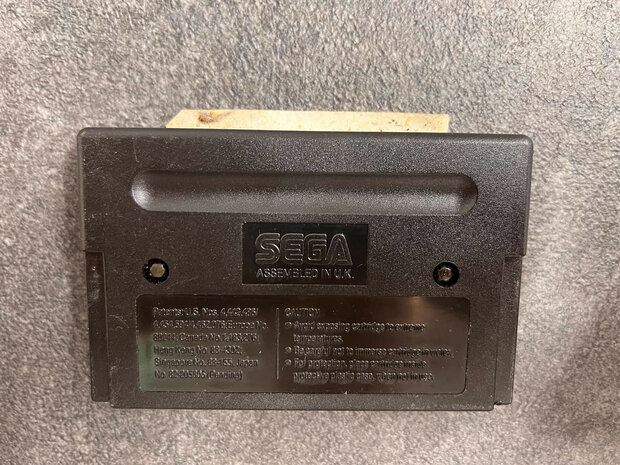 SEGA
ASSEMBLED IN U.K.
Patents: U.S. Nos. 4,442,486/
4,454,594/4,462,076/Europe No.
80244/Canada No. 1,183,276/
Hong Kong No. 88-4302/
Singapore No. 88-155/Japan
No. 82-205605 (Pending)
CAUTION
Avoid exposing cartridge to extreme
temperatures.
Be careful not to immerse cartridge in water.
For protection, place cartridge inside
protective plastic case, when not in use.